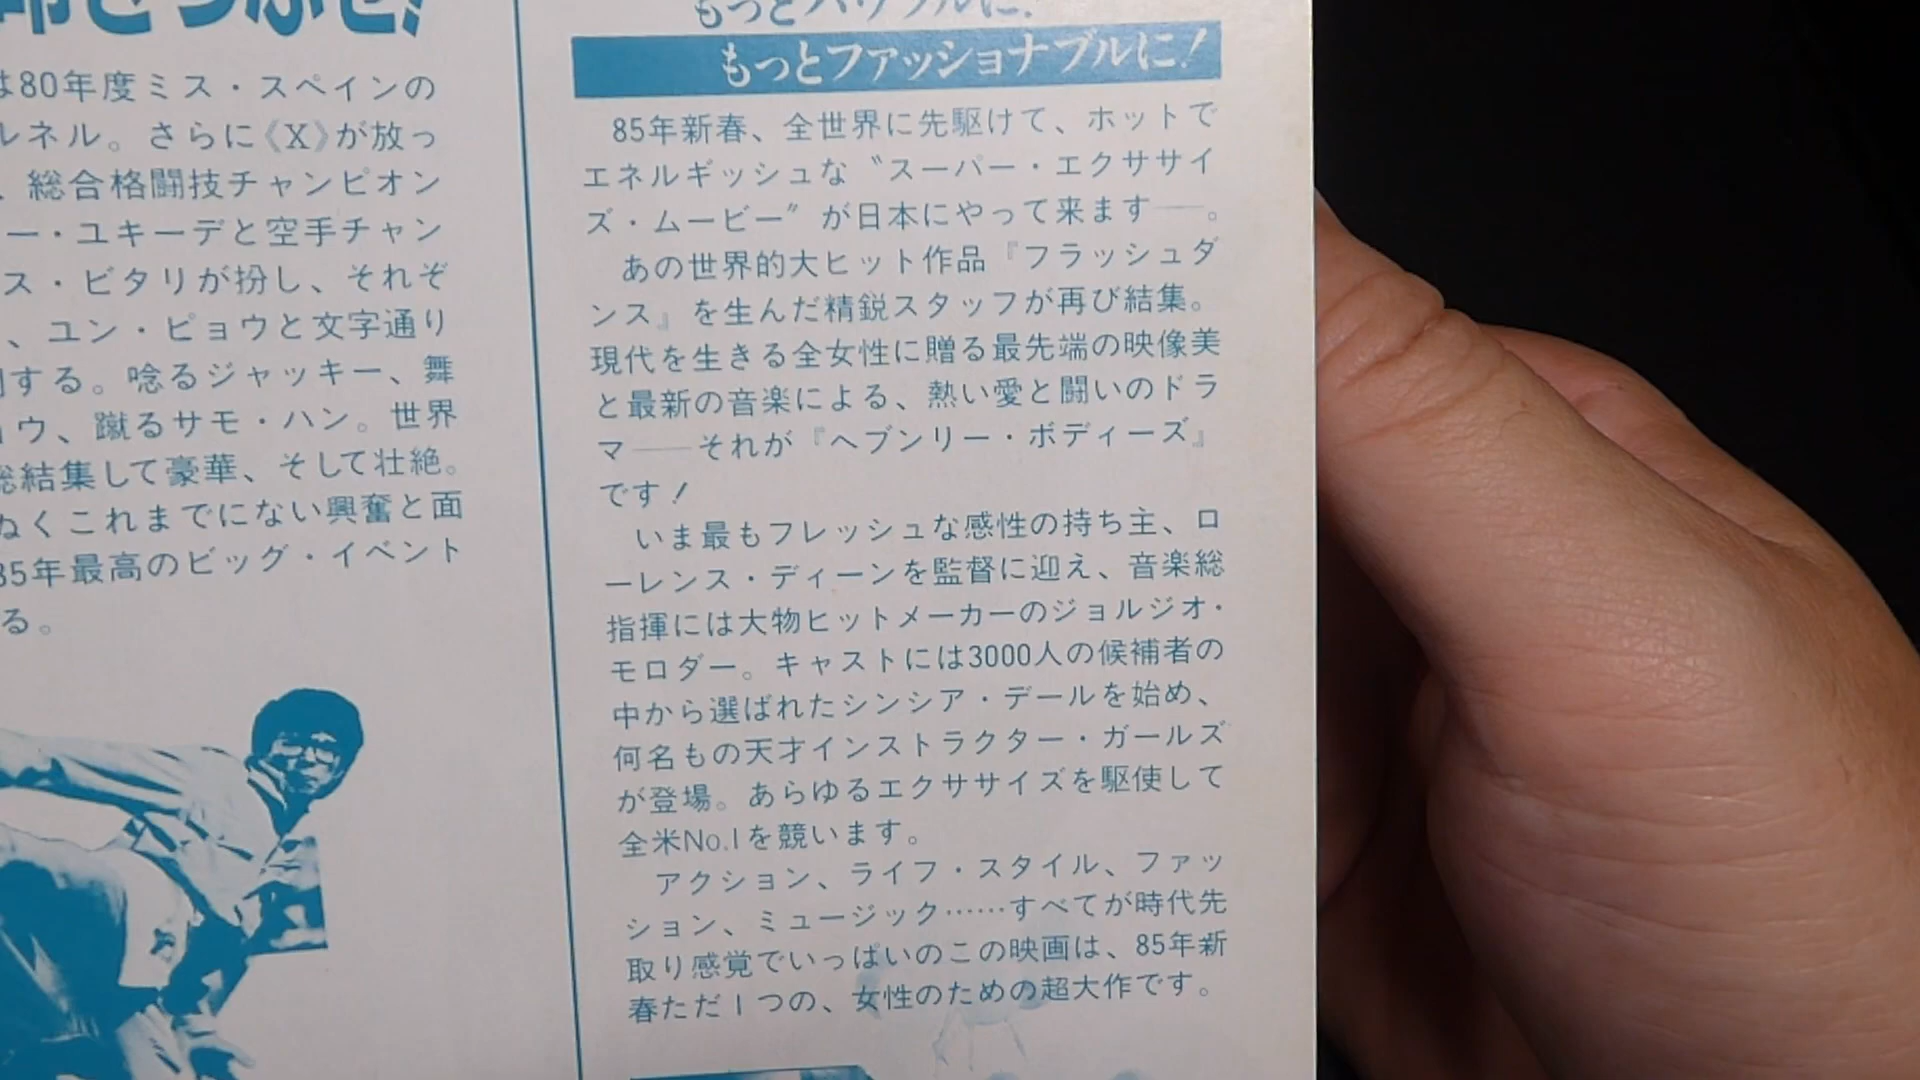 は80年度ミス・スペインの
ルネル。さらに《X》が放っ
、総合格闘技チャンピオン
ー・ユキーデと空手チャン
ス・ビタリが扮し、それぞ
、ユン・ピョウと文字通り
する。唸るジャッキー、舞
ョウ、蹴るサモ・ハン。世界
総結集して豪華、そして壮絶。
ぬくこれまでにない興奮と面
85年最高のビッグ・イベント
る。
もっとファッショナブルに!
85年新春、全世界に先駆けて、ホットで
エネルギッシュな〝スーパー・エクササイ
ズ・ムービー〞が日本にやって来ます──。
あの世界的大ヒット作品『フラッシュダ
ンス』を生んだ精鋭スタッフが再び結集。
現代を生きる全女性に贈る最先端の映像美
と最新の音楽による、熱い愛と闘いのドラ
マ──それが『ヘブンリー・ボディーズ』
です!
いま最もフレッシュな感性の持ち主、ロ
ーレンス・ディーンを監督に迎え、音楽総
指揮には大物ヒットメーカーのジョルジオ・
モロダー。キャストには3000人の候補者の
中から選ばれたシンシア・デールを始め、
何名もの天才インストラクター・ガールズ
が登場。あらゆるエクササイズを駆使して
全米No.1を競います。
アクション、ライフ・スタイル、ファッ
ション、ミュージック……すべてが時代先
取り感覚でいっぱいのこの映画は、85年新
春ただ1つの、女性のための超大作です。